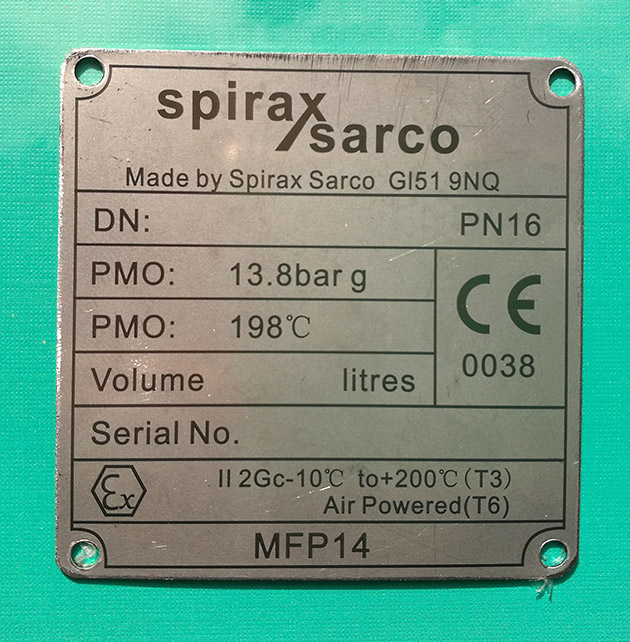 spirax
sarco
Made by Spirax Sarco GI51 9NQ
DN: PN16
PMO: 13.8bar g
PMO: 198℃
CE
0038
Volume litres
Serial No.
Ex II 2Gc-10℃ to+200℃(T3)
Air Powered(T6)
MFP14